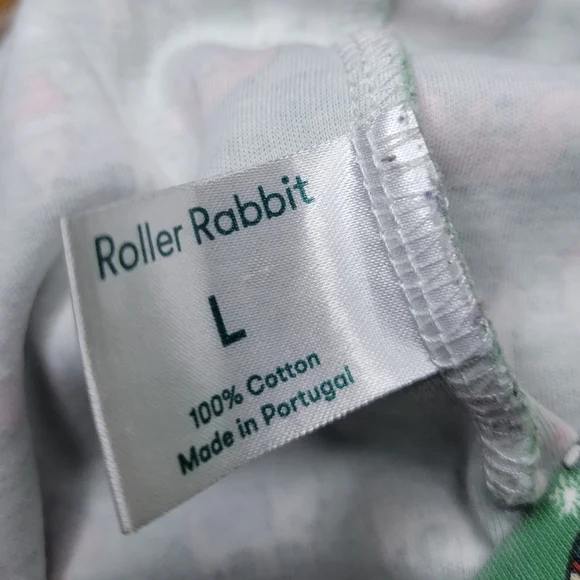 Roller Rabbit
L
100% Cotton
Made in Portugal